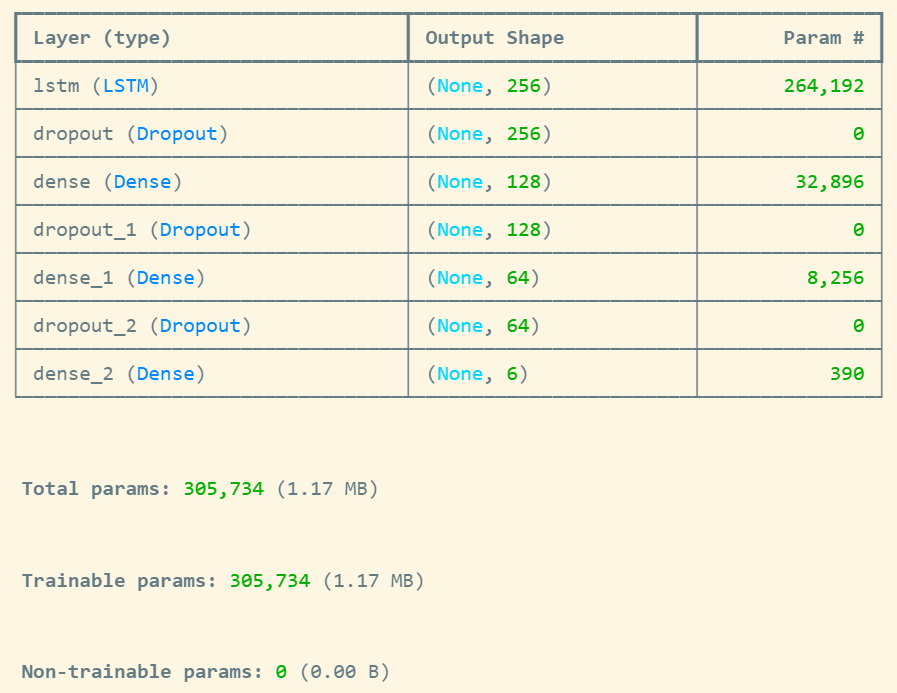 Layer (type) Output Shape Param #
lstm (LSTM) (None, 256) 264,192
dropout (Dropout) (None, 256) 0
dense (Dense) (None, 128) 32,896
dropout_1 (Dropout) (None, 128) 0
dense_1 (Dense) (None, 64) 8,256
dropout_2 (Dropout) (None, 64) 0
dense_2 (Dense) (None, 6) 390
Total params: 305,734 (1.17 MB)
Trainable params: 305,734 (1.17 MB)
Non-trainable params: 0 (0.00 B)